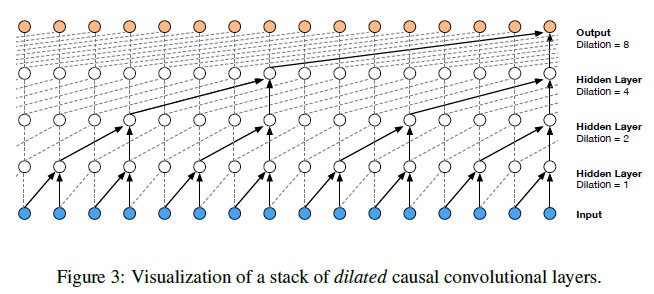 Output
Dilation = 8
Hidden Layer
Dilation = 4
Hidden Layer
Dilation = 2
Hidden Layer
Dilation = 1
Input
Figure 3: Visualization of a stack of dilated causal convolutional layers.